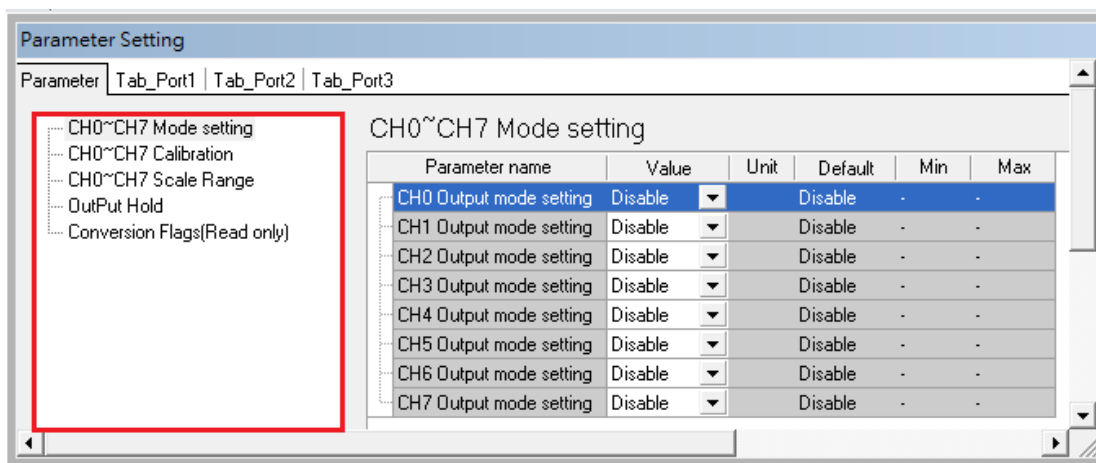 Parameter Setting
Parameter Tab_Port1 Tab_Port2 Tab_Port3
CH0~CH7 Mode setting
CH0~CH7 Calibration
CH0~CH7 Scale Range
OutPut Hold
Conversion Flags(Read only)
CH0~CH7 Mode setting
Parameter name Value Unit Default Min Max
CH0 Output mode setting Disable Disable - -
CH1 Output mode setting Disable Disable - -
CH2 Output mode setting Disable Disable - -
CH3 Output mode setting Disable Disable - -
CH4 Output mode setting Disable Disable - -
CH5 Output mode setting Disable Disable - -
CH6 Output mode setting Disable Disable - -
CH7 Output mode setting Disable Disable - -